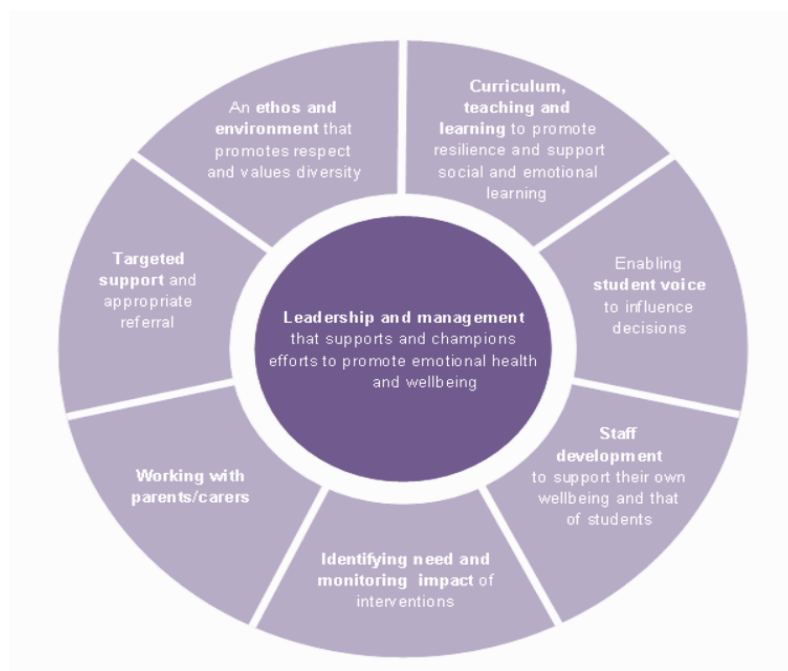 An ethos and
environment that
promotes respect
and values diversity
Curriculum,
teaching and
learning to promote
resilience and support
social and emotional
learning
Enabling
student voice
to influence
decisions
Staff
development
to support their own
wellbeing and that
of students
Identifying need and
monitoring impact of
interventions
Working with
parents/carers
Targeted
support and
appropriate
referral
Leadership and management
that supports and champions
efforts to promote emotional health
and wellbeing